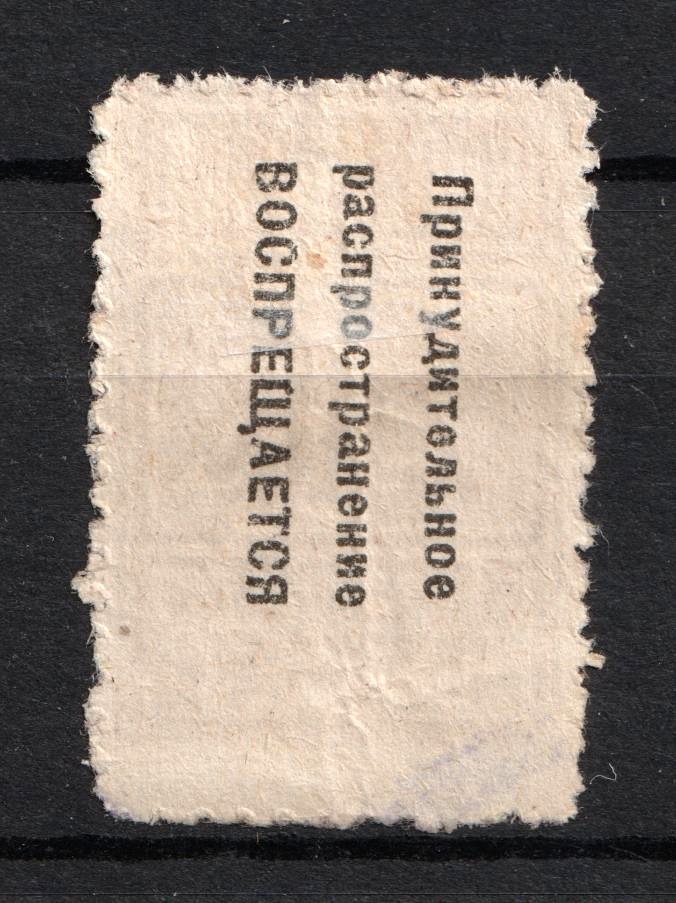 Принудительное
распространение
ВОСПРЕЩАЕТСЯ